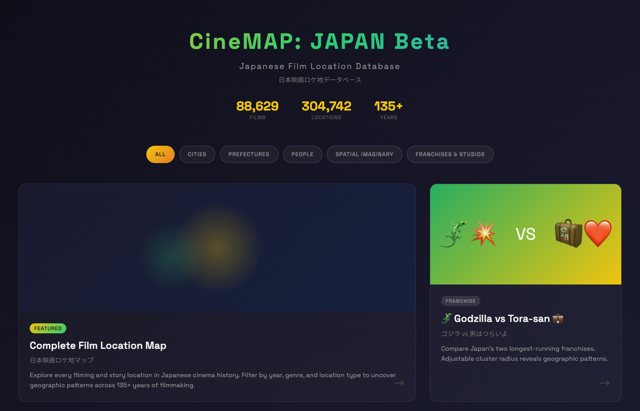 CineMAP: JAPAN Beta
Japanese Film Location Database
日本映画ロケ地データベース
88,629 304,742 135+
FILMS LOCATIONS YEARS
ALL CITIES PREFECTURES PEOPLE SPATIAL IMAGINARY FRANCHISES & STUDIOS
FEATURED
Complete Film Location Map
日本映画ロケ地マップ
Explore every filming and story location in Japanese cinema history. Filter by year, genre, and location type to uncover
geographic patterns across 135+ years of filmmaking.
→
VS
FRANCHISE
🦎 Godzilla vs Tora-san 💼
ゴジラ vs 男はつらいよ
Compare Japan's two longest-running franchises.
Adjustable cluster radius reveals geographic patterns.
→